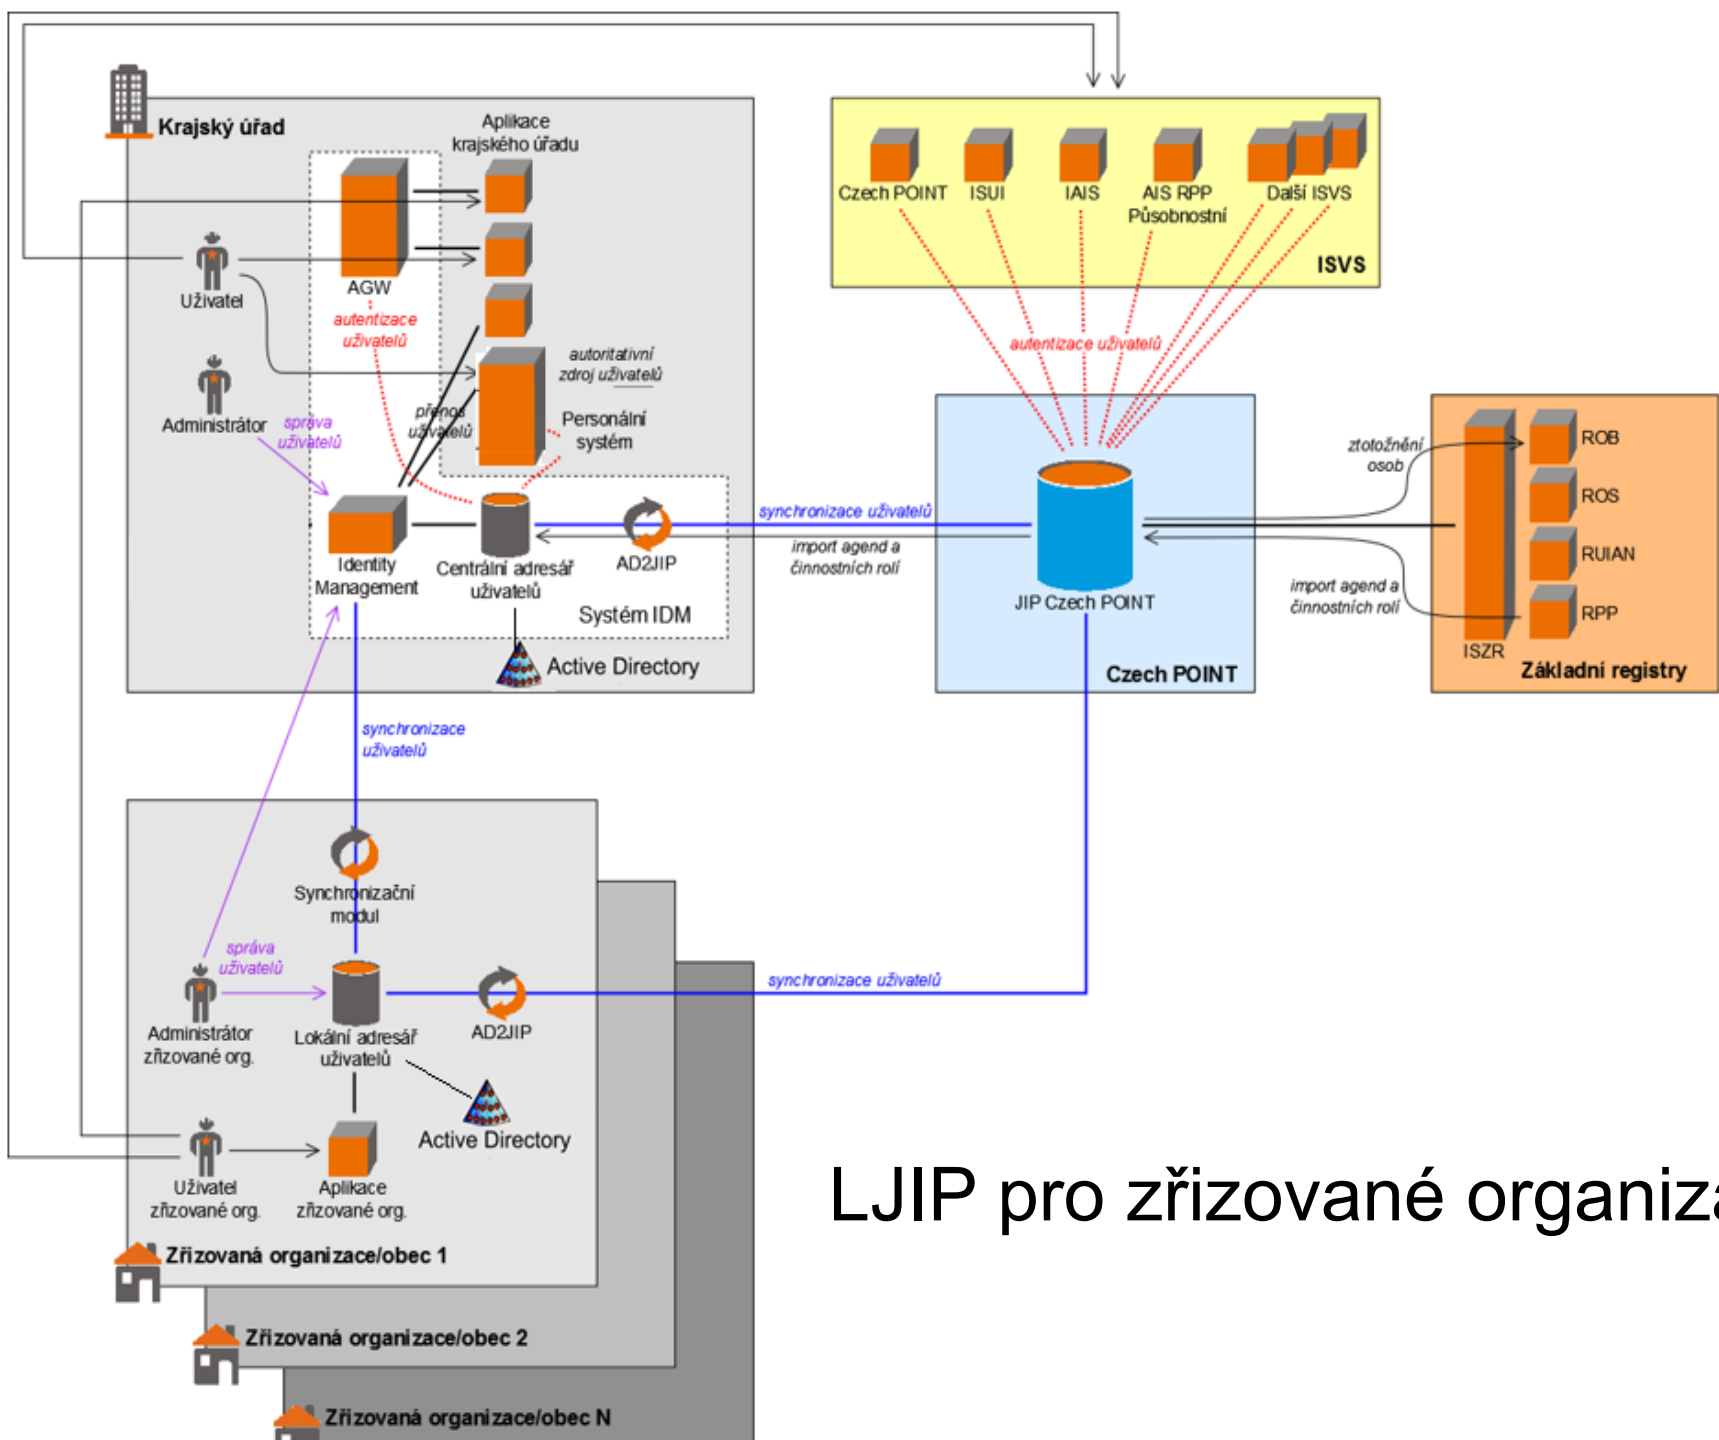 Krajský úřad
Aplikace
krajského úřadu
AGW
autentizace
uživatelů
Uživatel
Administrátor
správa
uživatelů
přenos
uživatelů
autoritativní
zdroj uživatelů
Personální
systém
Identity
Management
Centrální adresář
uživatelů
AD2JIP
Systém IDM
Active Directory
Czech POINT
ISUI
IAIS
AIS RPP
Působnostní
Další ISVS
ISVS
autentizace uživatelů
synchronizace uživatelů
import agend a
činnostních rolí
JIP Czech POINT
Czech POINT
ztotožnění
osob
import agend a
činnostních rolí
ROB
ROS
RUIAN
RPP
ISZR
Základní registry
synchronizace
uživatelů
Synchronizační
modul
správa
uživatelů
Administrátor
zřizované org.
Lokální adresář
uživatelů
AD2JIP
synchronizace uživatelů
Active Directory
Uživatel
zřizované org.
Aplikace
zřizované org.
Zřizovaná organizace/obec 1
Zřizovaná organizace/obec 2
Zřizovaná organizace/obec N
LJIP pro zřizované